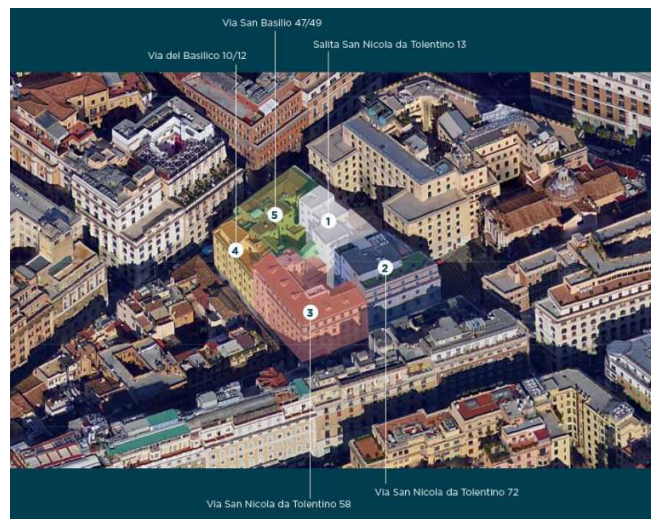 Via San Basilio 47/49
Salita San Nicola da Tolentino 13
Via del Basilico 10/12
5
1
4
2
3
Via San Nicola da Tolentino 72
Via San Nicola da Tolentino 58